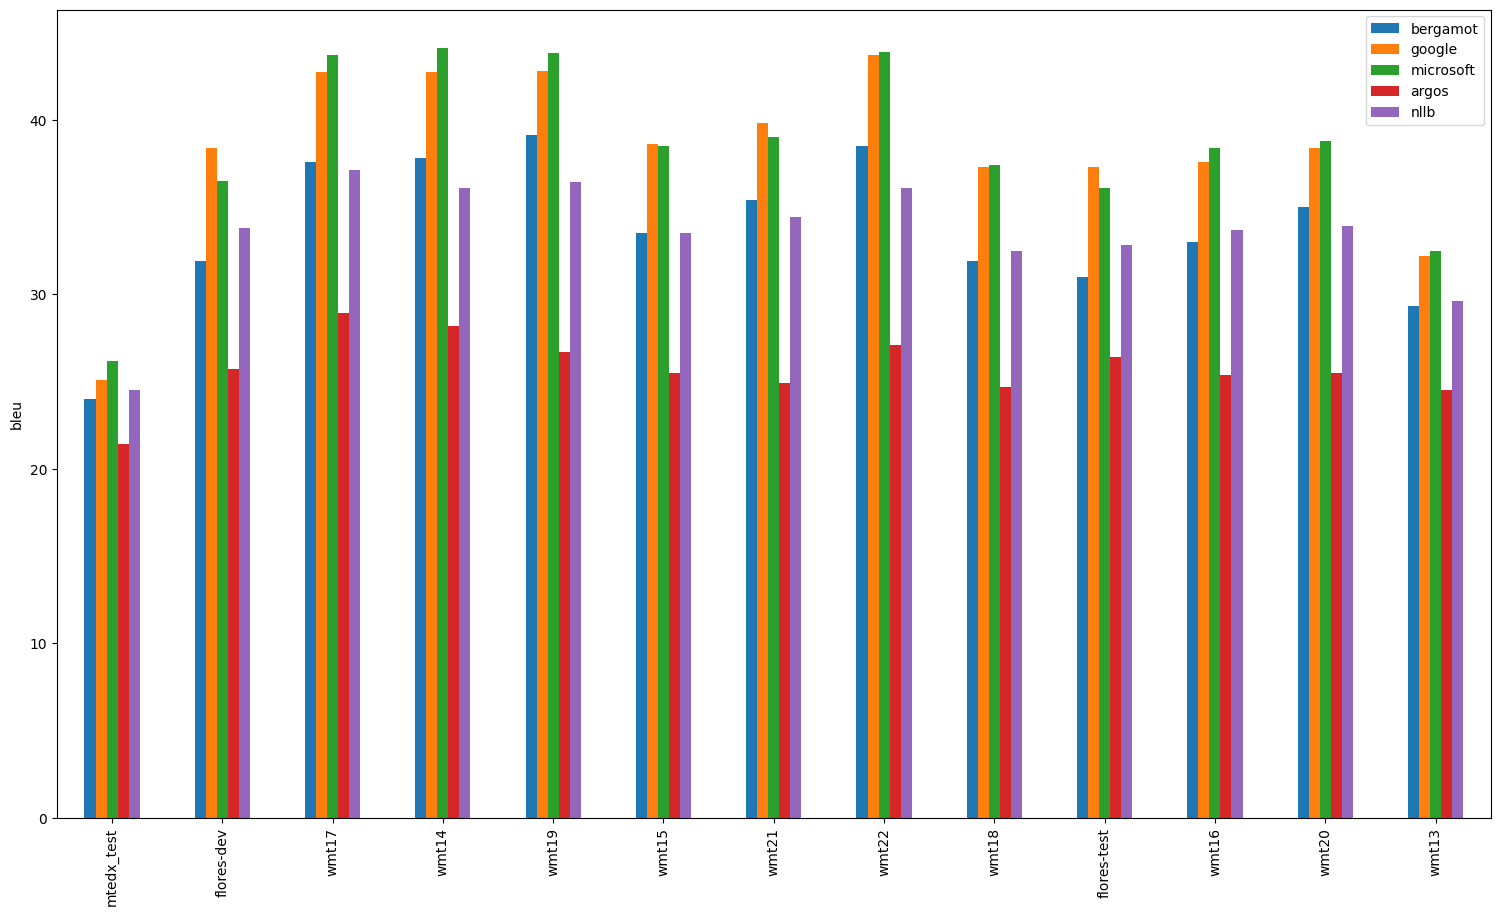 bergamot
google
microsoft
argos
nllb
bleu
40
30
20
10
0
mtedx_test
flores-dev
wmt17
wmt14
wmt19
wmt15
wmt21
wmt22
wmt18
flores-test
wmt16
wmt20
wmt13